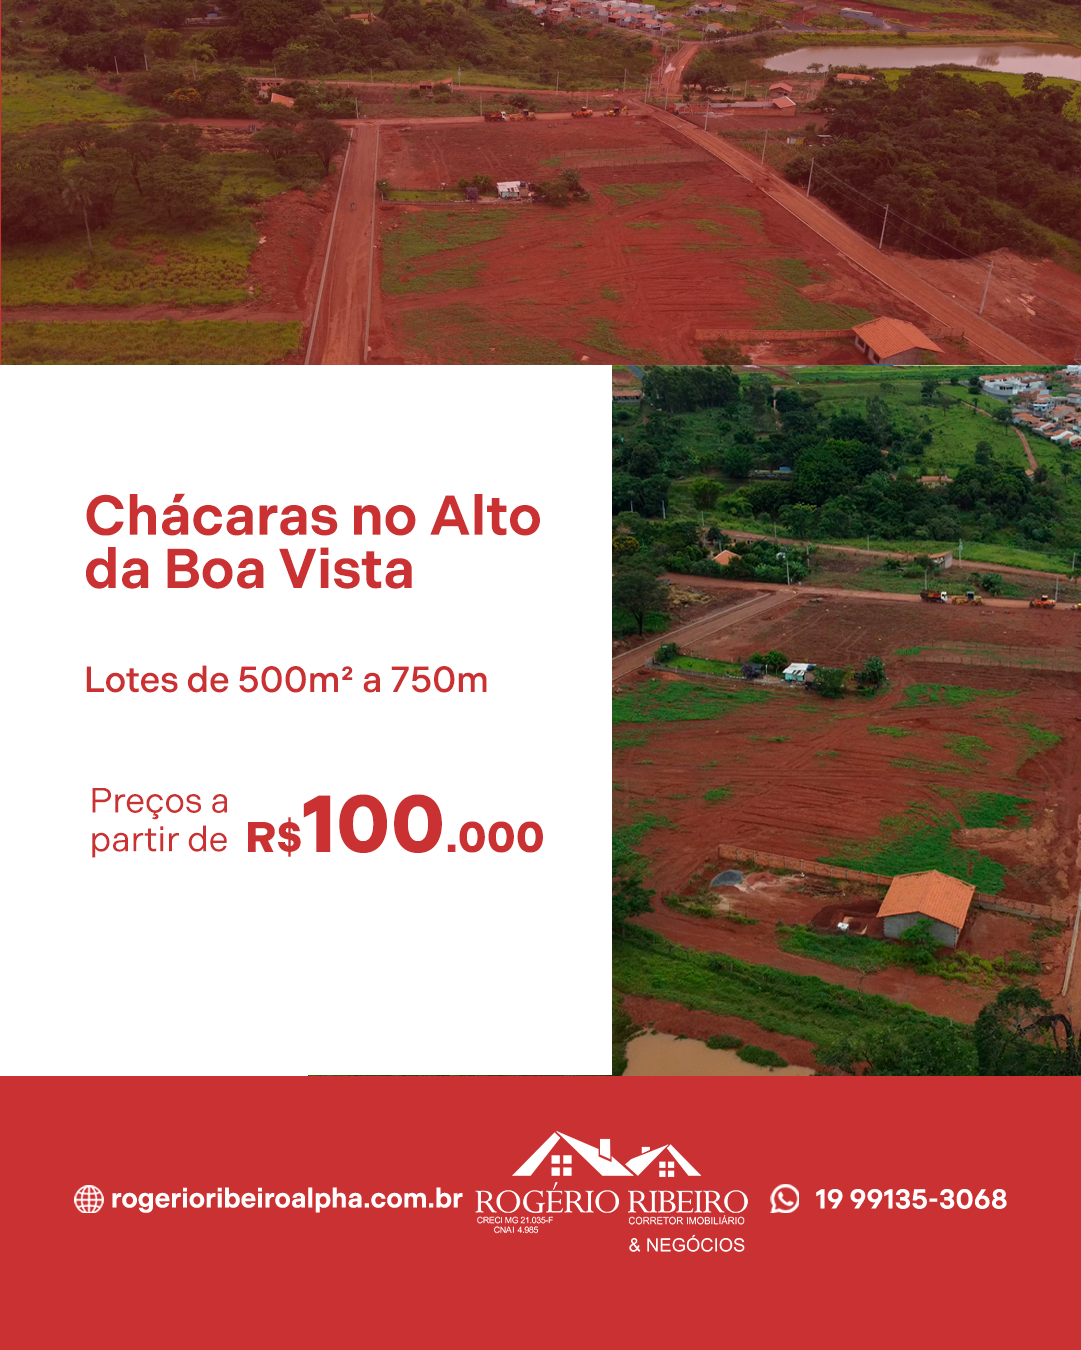 Chácaras no Alto
da Boa Vista
Lotes de 500m² a 750m
Preços a
partir de R$100.000
rogerioribeiroalpha.com.br
ROGÉRIO RIBEIRO
CRECI MG 21.035-F
CNAI 4.985
CORRETOR IMOBILIÁRIO
& NEGÓCIOS
19 99135-3068